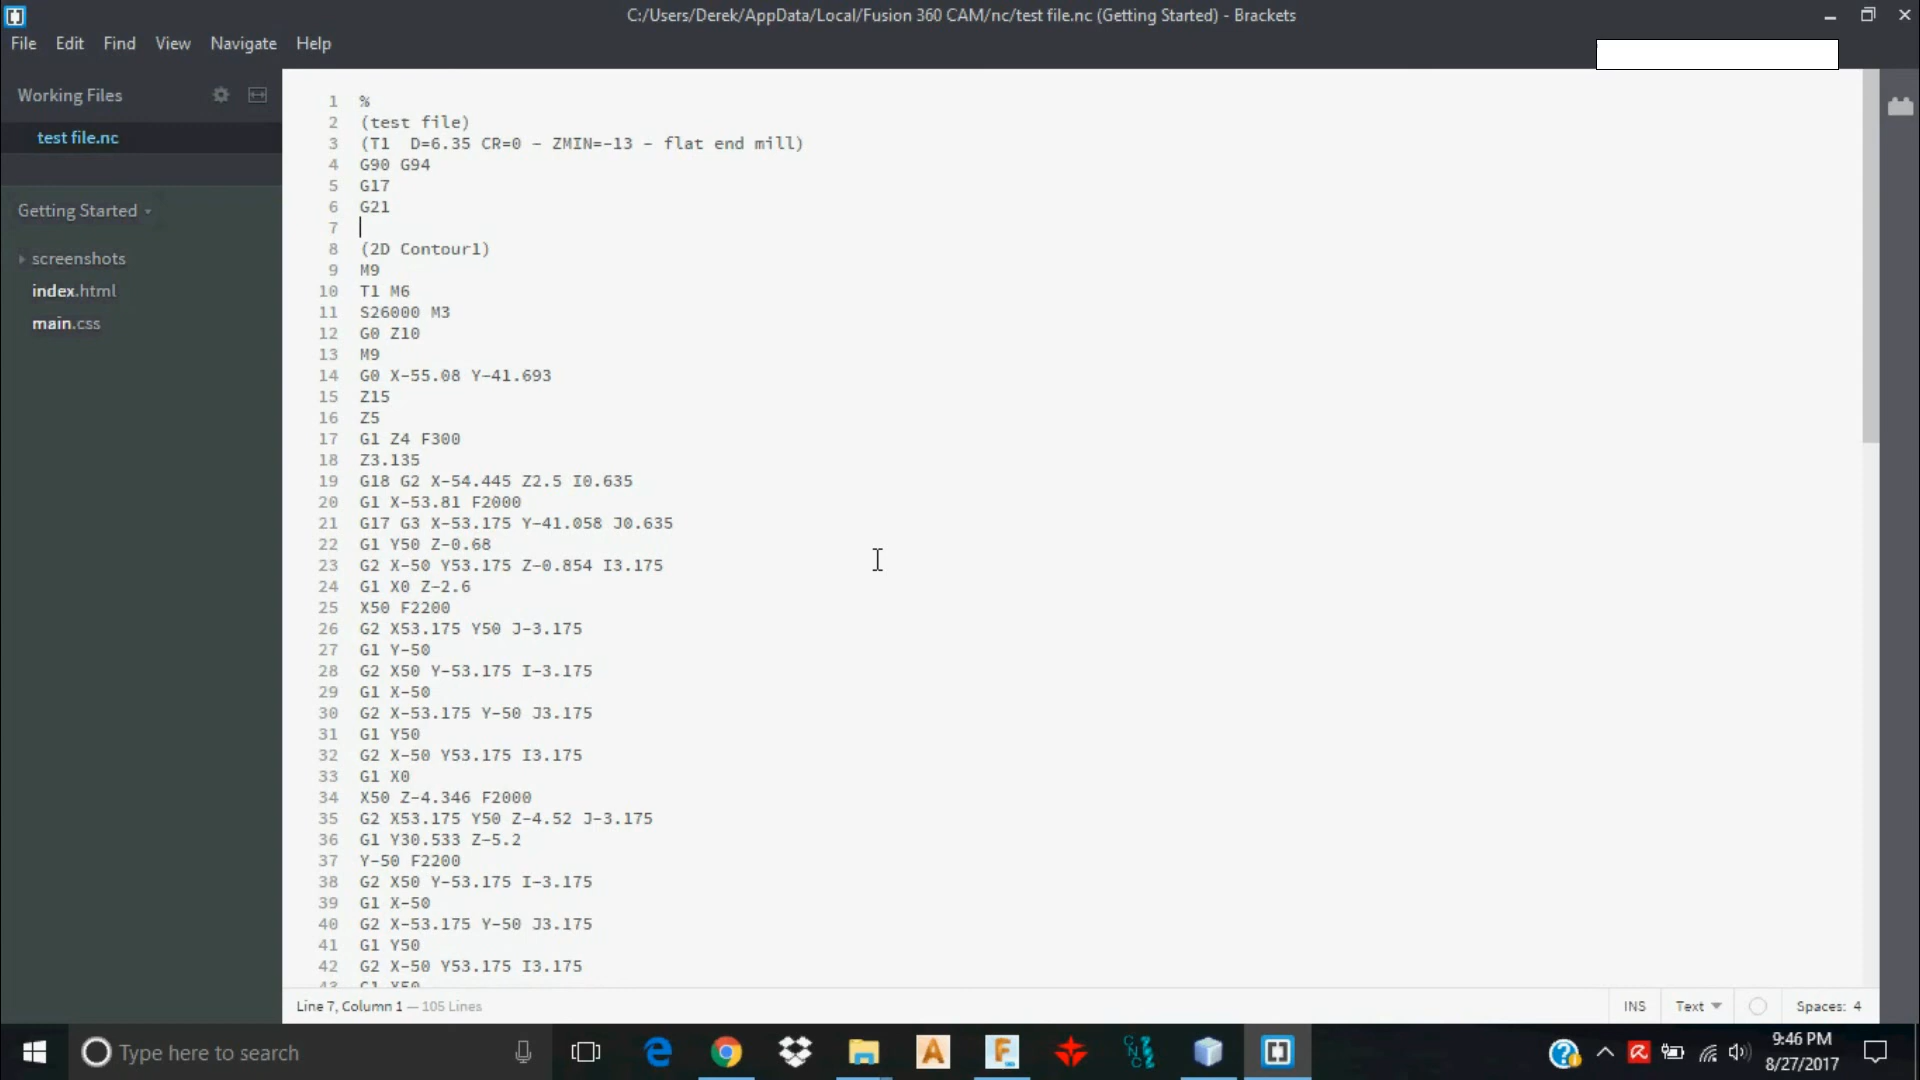 C:/Users/Derek/AppData/Local/Fusion 360 CAM/nc/test file.nc (Getting Started) - Brackets
File Edit Find View Navigate Help
Working Files
test file.nc
Getting Started
screenshots
index.html
main.css
1 %
2 (test file)
3 (T1  D=6.35 CR=0 - ZMIN=-13 - flat end mill)
4 G90 G94
5 G17
6 G21
7
8 (2D Contour1)
9 M9
10 T1 M6
11 S26000 M3
12 G0 Z10
13 M9
14 G0 X-55.08 Y-41.693
15 Z15
16 Z5
17 G1 Z4 F300
18 Z3.135
19 G18 G2 X-54.445 Z2.5 I0.635
20 G1 X-53.81 F2000
21 G17 G3 X-53.175 Y-41.058 J0.635
22 G1 Y50 Z-0.68
23 G2 X-50 Y53.175 Z-0.854 I3.175
24 G1 X0 Z-2.6
25 X50 F2200
26 G2 X53.175 Y50 J-3.175
27 G1 Y-50
28 G2 X50 Y-53.175 I-3.175
29 G1 X-50
30 G2 X-53.175 Y-50 J3.175
31 G1 Y50
32 G2 X-50 Y53.175 I3.175
33 G1 X0
34 X50 Z-4.346 F2000
35 G2 X53.175 Y50 Z-4.52 J-3.175
36 G1 Y30.533 Z-5.2
37 Y-50 F2200
38 G2 X50 Y-53.175 I-3.175
39 G1 X-50
40 G2 X-53.175 Y-50 J3.175
41 G1 Y50
42 G2 X-50 Y53.175 I3.175
43 G1 X50
Line 7, Column 1 — 105 Lines
INS Text Spaces: 4
Type here to search
9:46 PM
8/27/2017